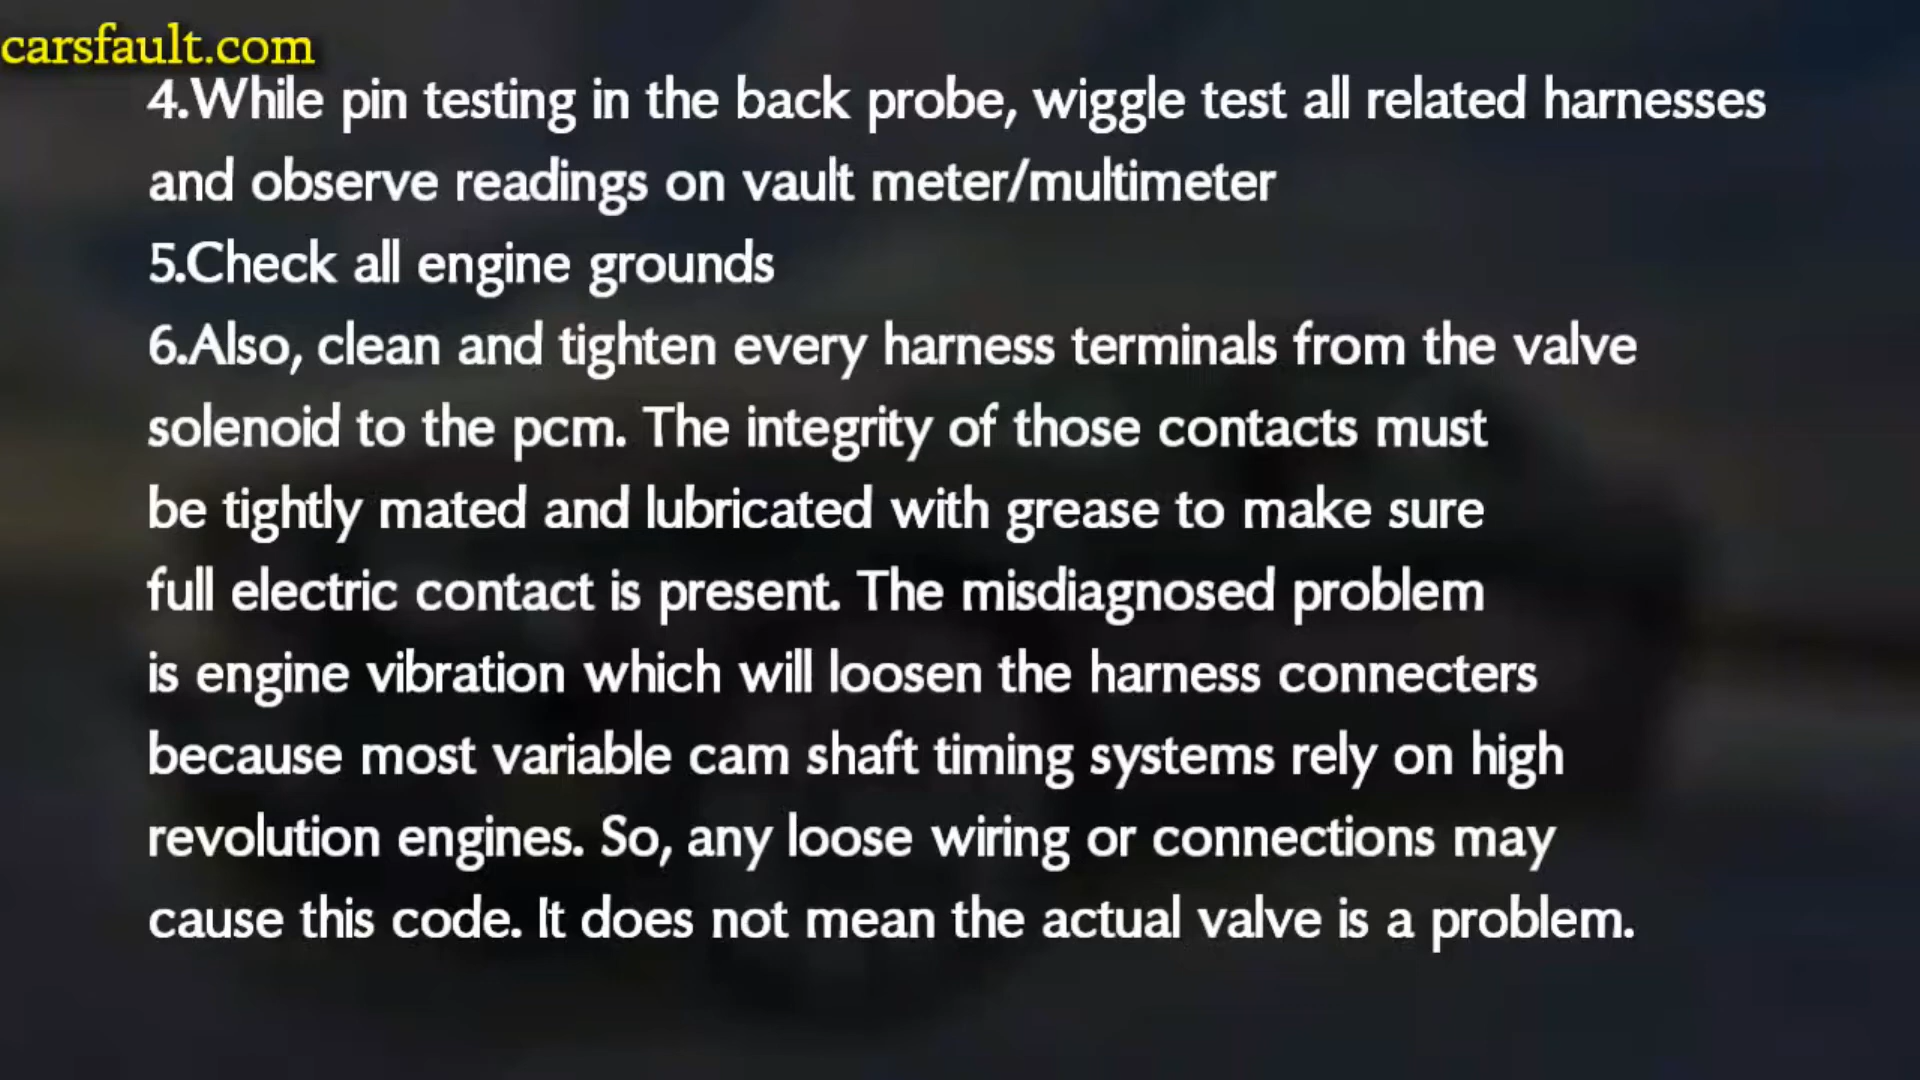 carsfault.com
4.While pin testing in the back probe, wiggle test all related harnesses
and observe readings on vault meter/multimeter
5.Check all engine grounds
6.Also, clean and tighten every harness terminals from the valve
solenoid to the pcm. The integrity of those contacts must
be tightly mated and lubricated with grease to make sure
full electric contact is present. The misdiagnosed problem
is engine vibration which will loosen the harness connecters
because most variable cam shaft timing systems rely on high
revolution engines. So, any loose wiring or connections may
cause this code. It does not mean the actual valve is a problem.